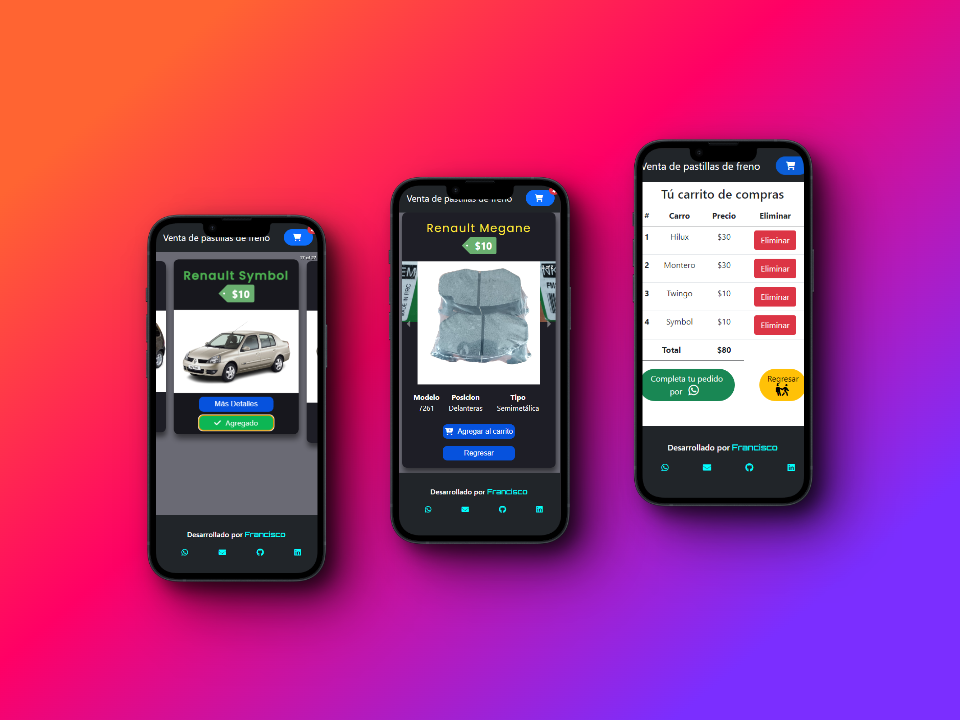 Venta de pastillas de freno
Renault Symbol
$10
Más Detalles
Agregado
Desarrollado por Francisco
Venta de pastillas de freno
Renault Megane
$10
Modelo Posicion Tipo
7261 Delanteras Semimetálica
Agregar al carrito
Regresar
Desarrollado por Francisco
Venta de pastillas de freno
Tú carrito de compras
# Carro Precio Eliminar
1 Hilux $30 Eliminar
2 Montero $30 Eliminar
3 Twingo $10 Eliminar
4 Symbol $10 Eliminar
Total $80
Completa tu pedido
por
Regresar
Desarrollado por Francisco